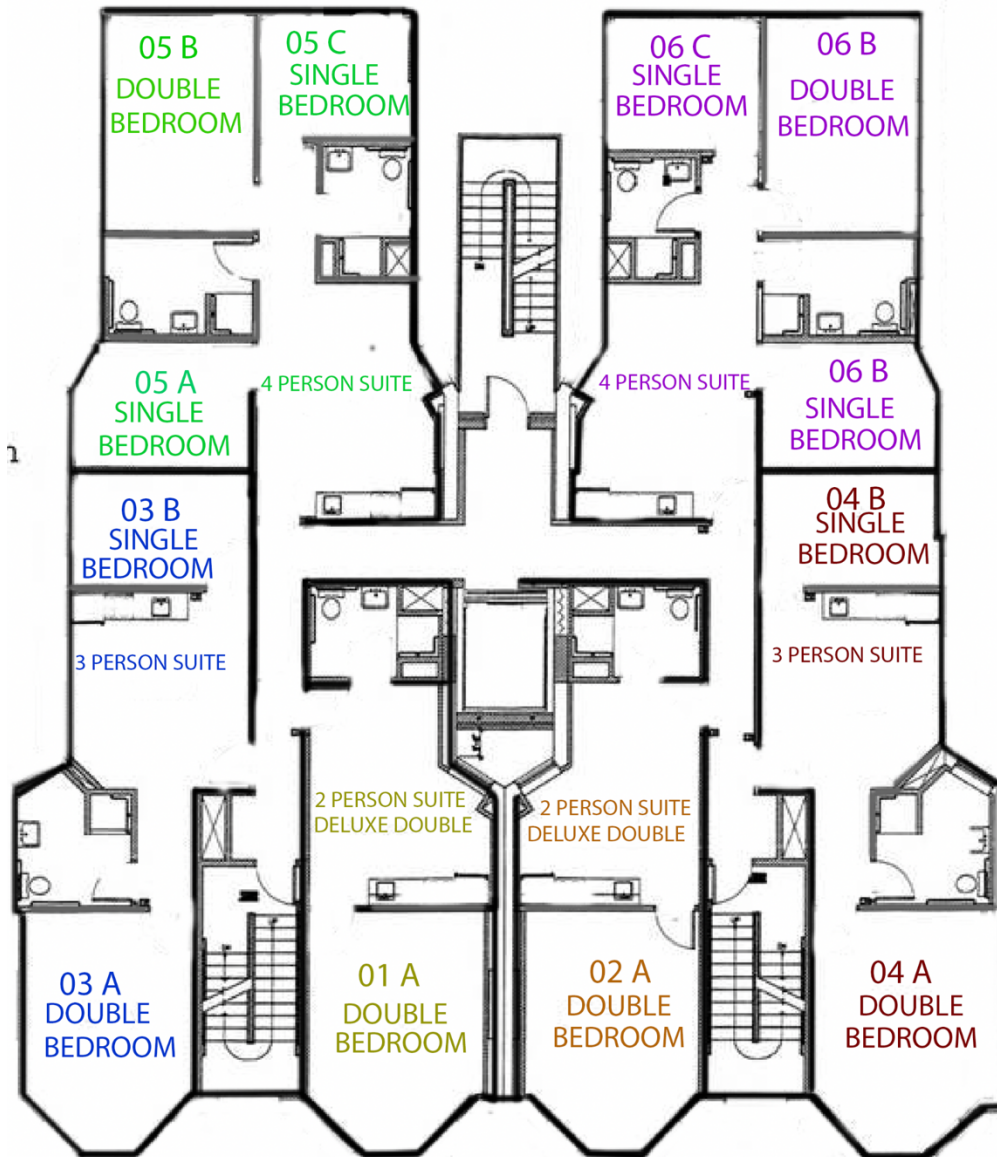 05 B
DOUBLE
BEDROOM
05 C
SINGLE
BEDROOM
06 C
SINGLE
BEDROOM
06 B
DOUBLE
BEDROOM
05 A
SINGLE
BEDROOM
4 PERSON SUITE
4 PERSON SUITE
06 B
SINGLE
BEDROOM
n
03 B
SINGLE
BEDROOM
04 B
SINGLE
BEDROOM
3 PERSON SUITE
3 PERSON SUITE
2 PERSON SUITE
DELUXE DOUBLE
2 PERSON SUITE
DELUXE DOUBLE
03 A
DOUBLE
BEDROOM
01 A
DOUBLE
BEDROOM
02 A
DOUBLE
BEDROOM
04 A
DOUBLE
BEDROOM